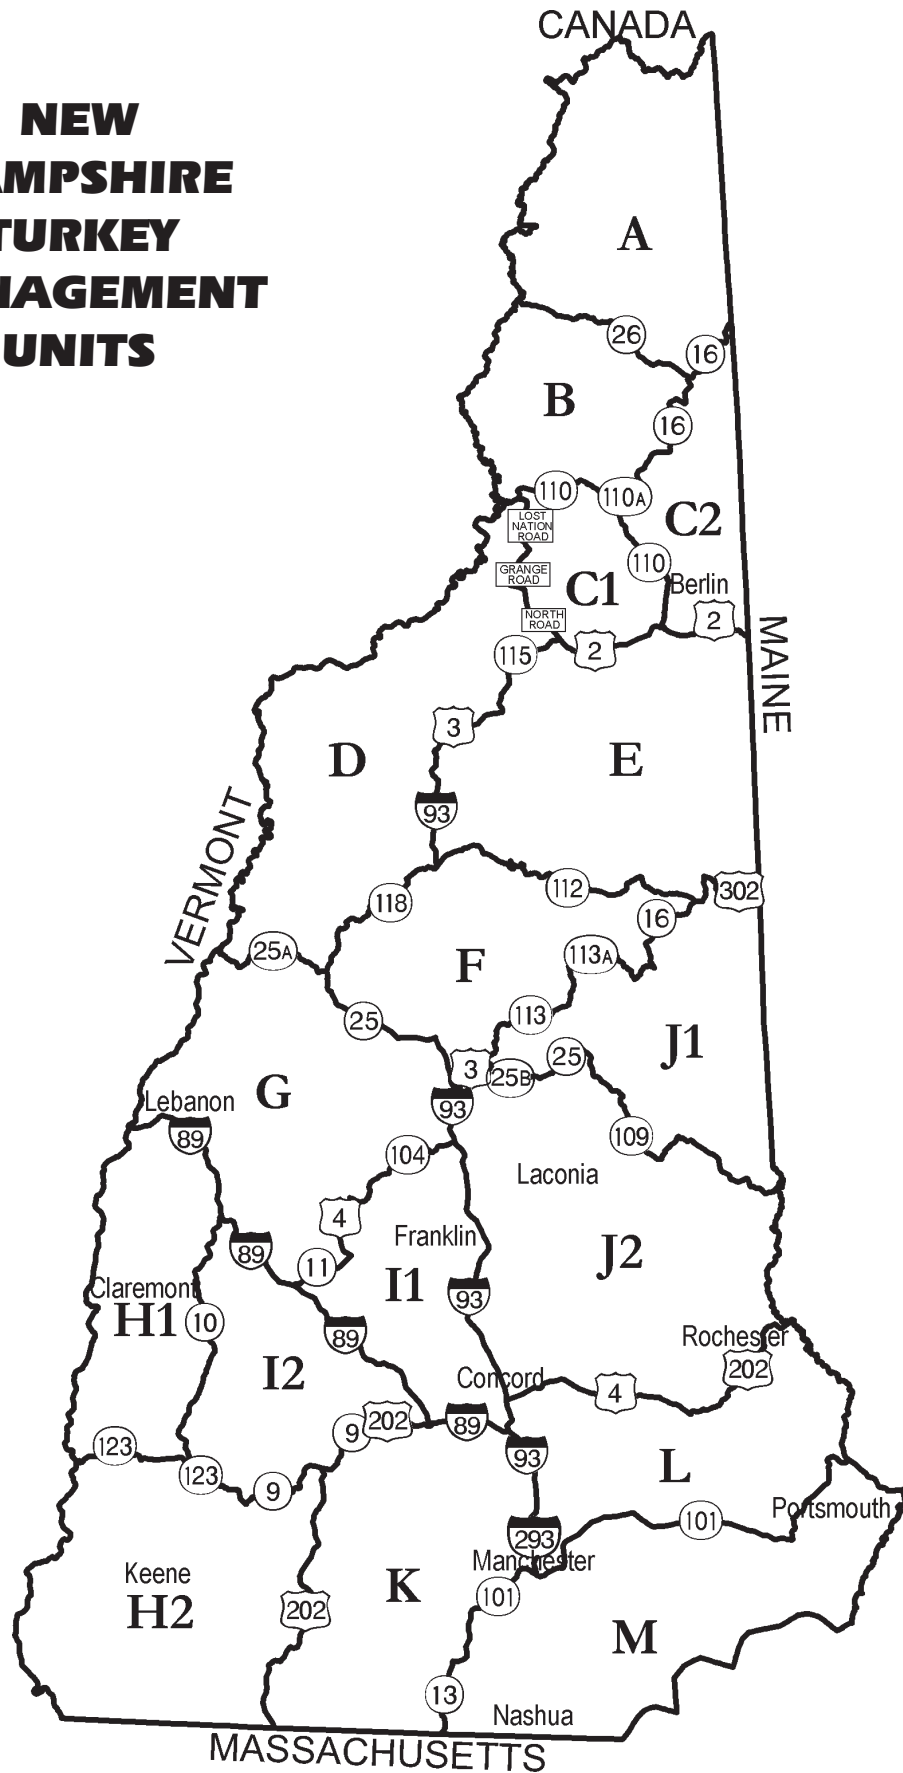 CANADA
NEW
AMPSHIRE
TURKEY
NAGEMENT
UNITS
A
26
16
B
16
110
110A
C2
LOST
NATION
ROAD
110
GRANGE
ROAD
C1
Berlin
NORTH
ROAD
2
2
115
MAINE
3
D
E
93
VERMONT
112
302
118
16
25A
F
113A
25
113
J1
3
25B
25
G
93
Lebanon
89
109
104
Laconia
4
Franklin
89
11
I1
J2
93
Claremont
H1
10
89
Rochester
I2
Concord
202
4
9
202
89
123
93
123
L
9
Portsmouth
101
293
Manchester
Keene
K
101
H2
202
M
13
Nashua
MASSACHUSETTS